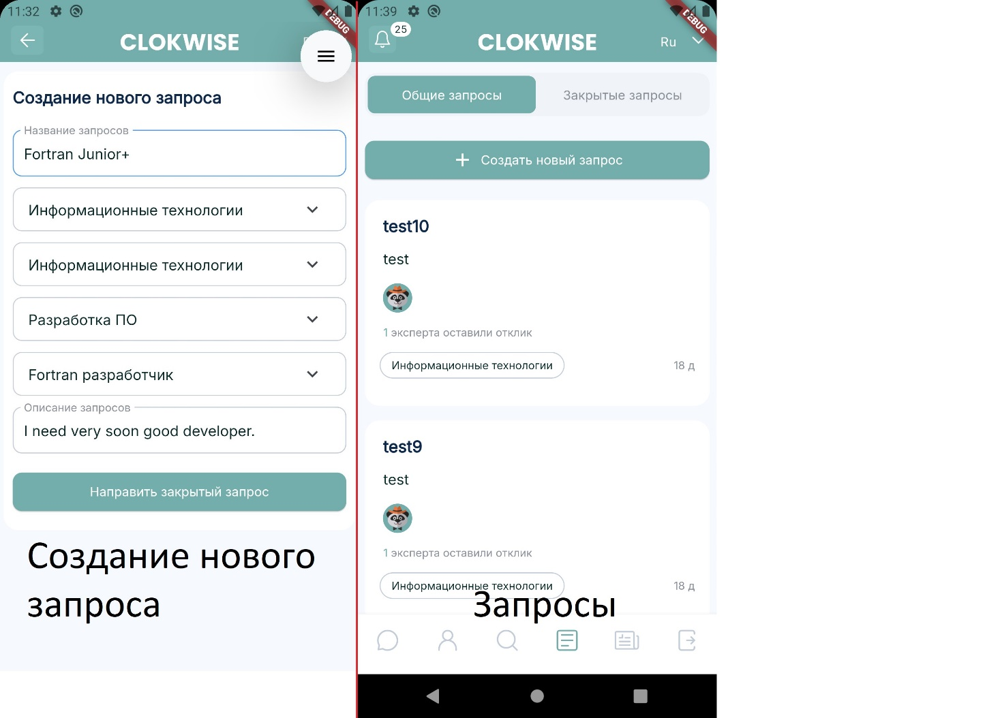 11:32
DEBUG
CLOKWISE
Создание нового запроса
Название запросов
Fortran Junior+
Информационные технологии
Информационные технологии
Разработка ПО
Fortran разработчик
Описание запросов
I need very soon good developer.
Направить закрытый запрос
Создание нового
запроса
11:39
DEBUG
25
CLOKWISE
Ru
Общие запросы
Закрытые запросы
Создать новый запрос
test10
test
1 эксперта оставили отклик
Информационные технологии
18 д
test9
test
1 эксперта оставили отклик
Информационные технологии
18 д
Запросы